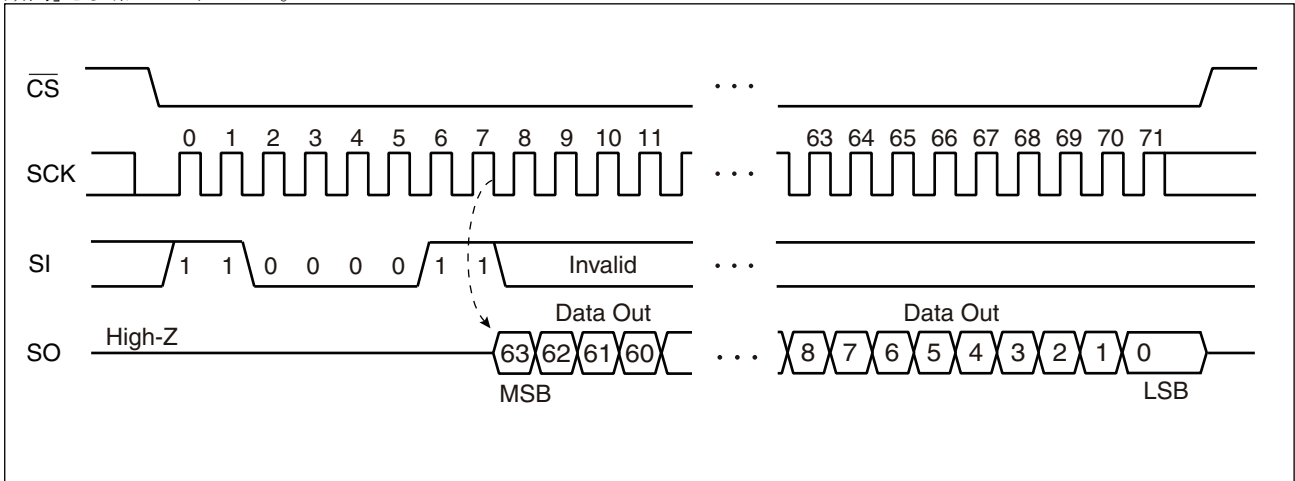 CS
. . .
0 1 2 3 4 5 6 7 8 9 10 11 63 64 65 66 67 68 69 70 71
SCK
. . .
SI
1 1 0 0 0 0 1 1 Invalid
. . .
Data Out Data Out
High-Z
SO
63 62 61 60 . . . 8 7 6 5 4 3 2 1 0
MSB LSB